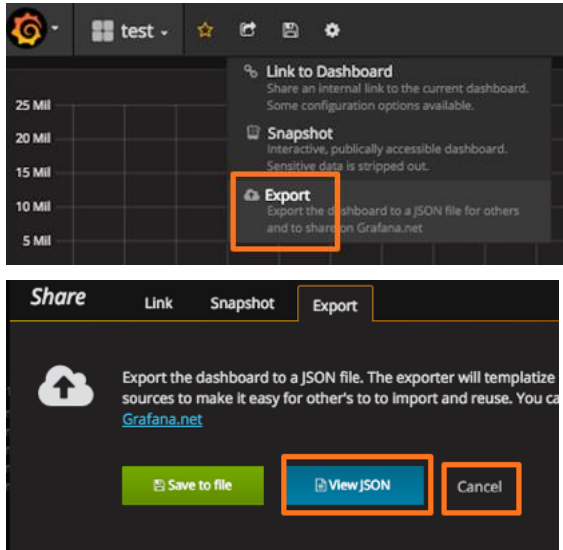 test
Link to Dashboard
Share an internal link to the current dashboard.
Some configuration options available.
25 Mil
Snapshot
20 Mil
Interactive, publically accessible dashboard.
Sensitive data is stripped out.
15 Mil
Export
10 Mil
Export the dashboard to a JSON file for others
and to share on Grafana.net
5 Mil
Share Link Snapshot Export
Export the dashboard to a JSON file. The exporter will templatize
sources to make it easy for other's to to import and reuse. You ca
Grafana.net
Save to file View JSON Cancel